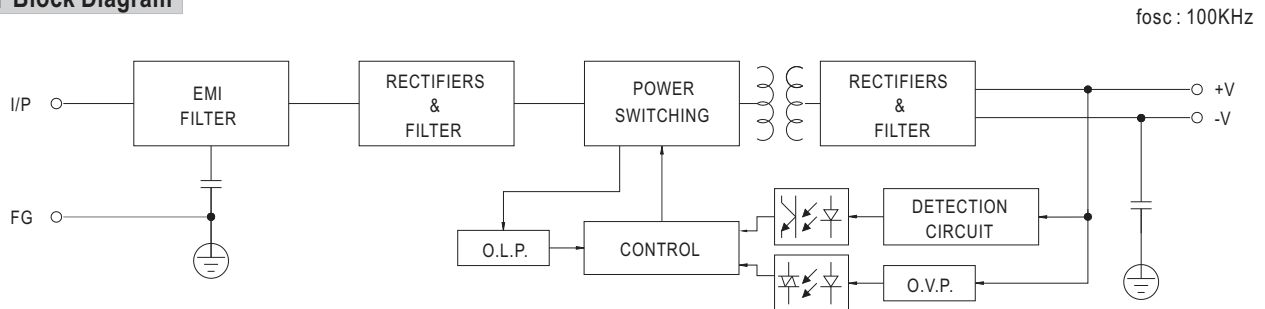 Block Diagram
fosc : 100KHz
I/P
EMI
FILTER
RECTIFIERS
&
FILTER
POWER
SWITCHING
RECTIFIERS
&
FILTER
+V
-V
FG
O.L.P.
CONTROL
DETECTION
CIRCUIT
O.V.P.